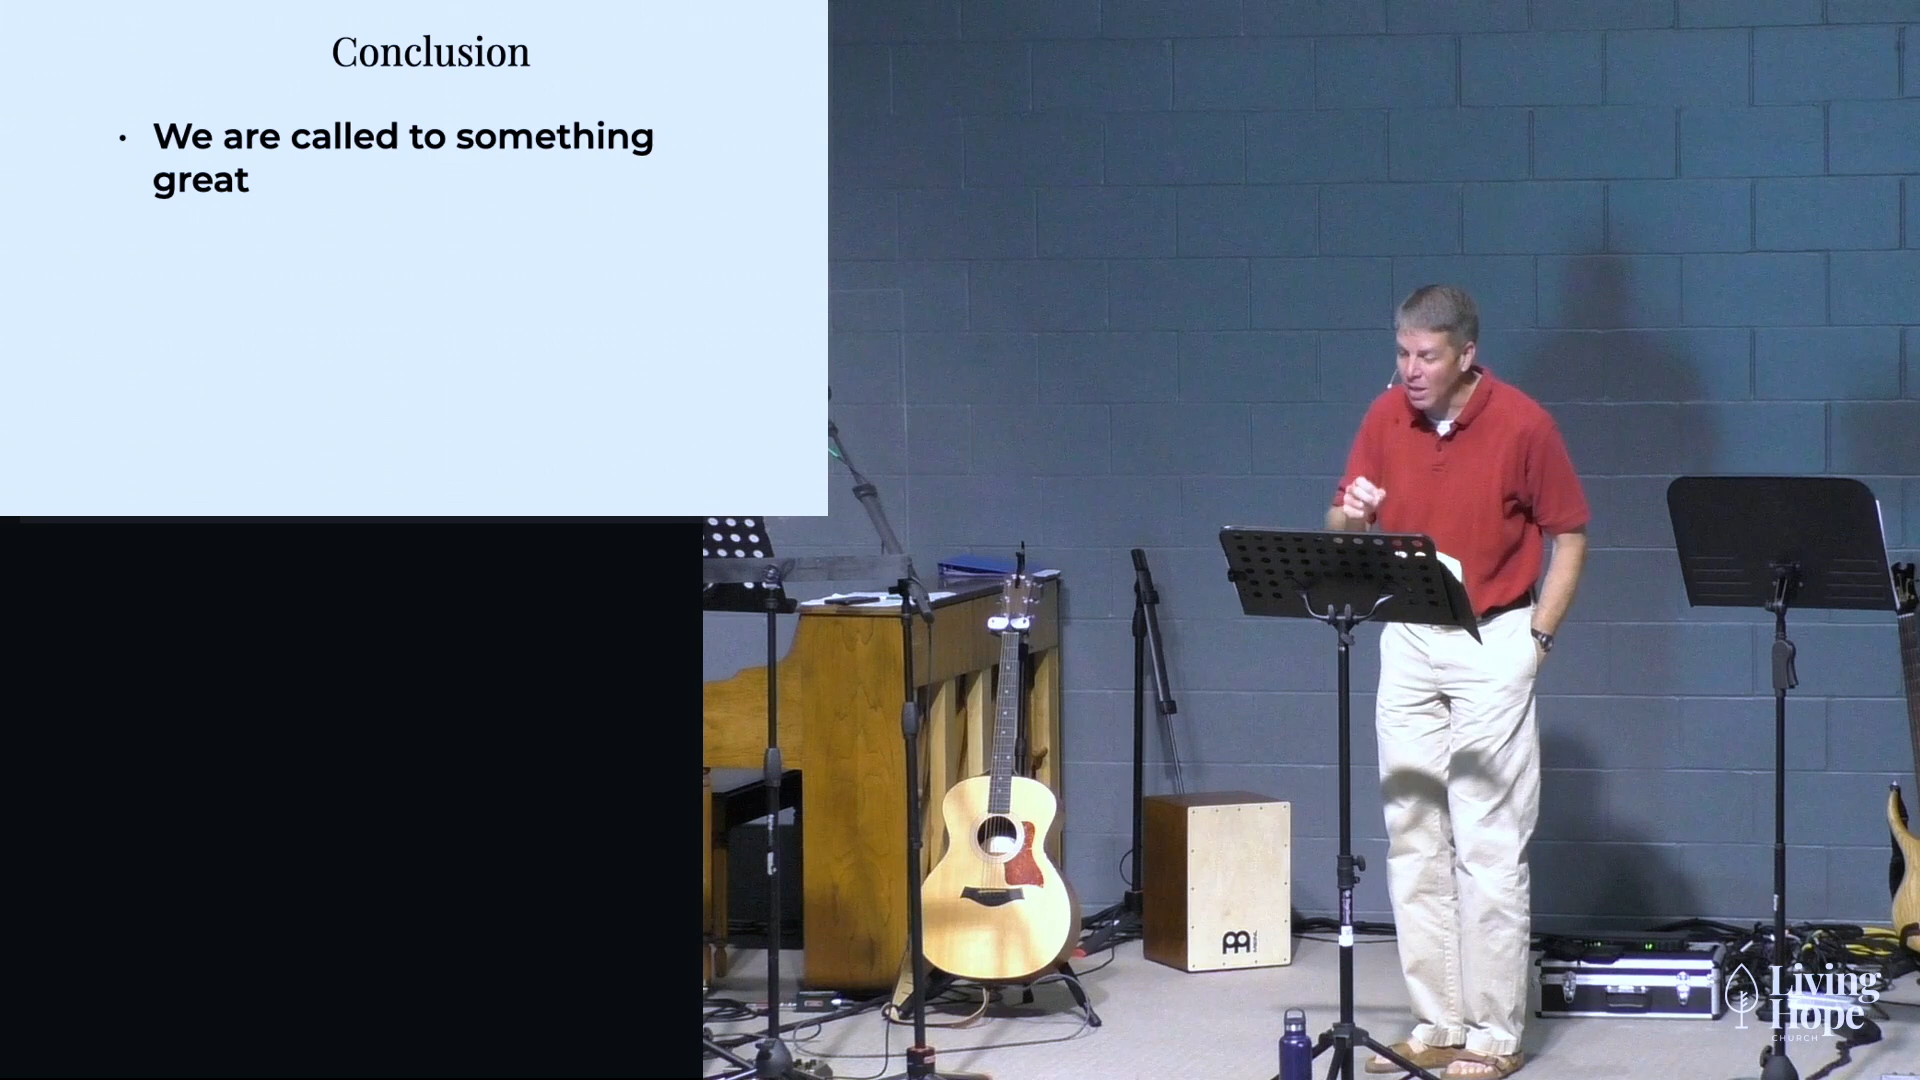 Conclusion
• We are called to something
great
Living
Hope
CHURCH